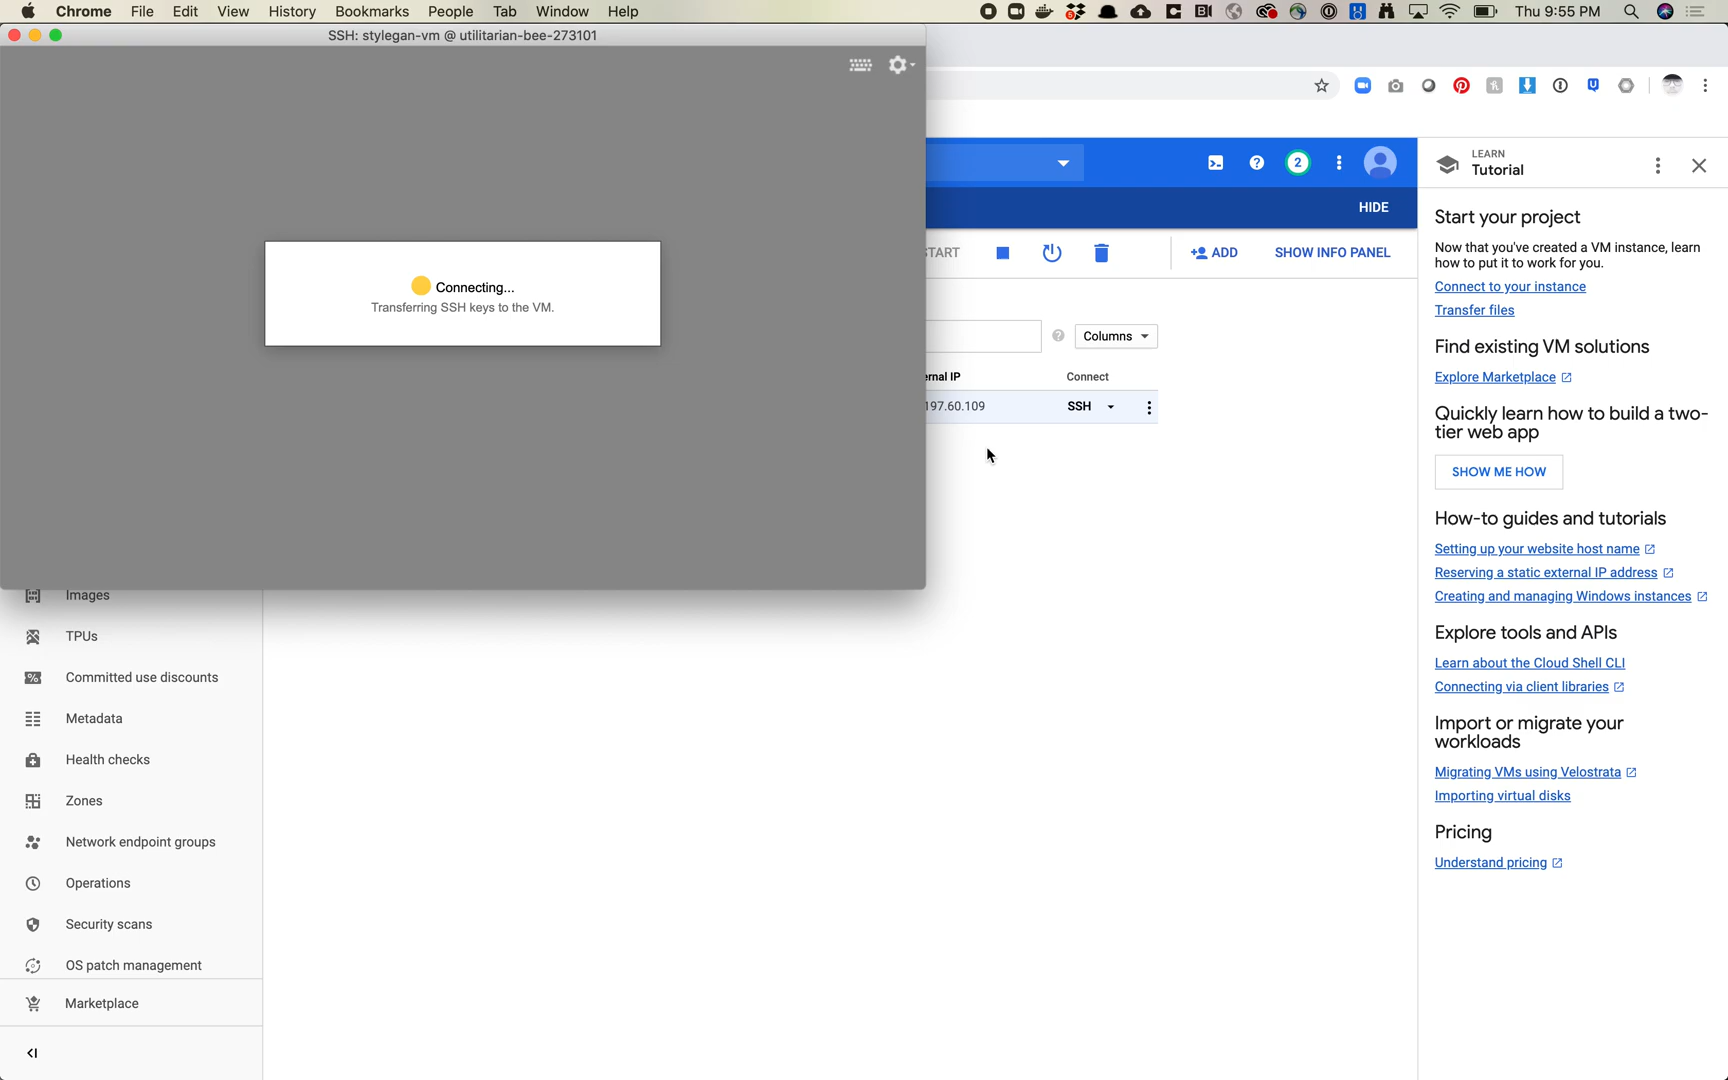 Chrome File Edit View History Bookmarks People Tab Window Help
Thu 9:55 PM
SSH: stylegan-vm @ utilitarian-bee-273101
Connecting...
Transferring SSH keys to the VM.
2
HIDE
START
ADD
SHOW INFO PANEL
Columns
ernal IP
Connect
197.60.109
SSH
Images
TPUs
Committed use discounts
Metadata
Health checks
Zones
Network endpoint groups
Operations
Security scans
OS patch management
Marketplace
LEARN
Tutorial
Start your project
Now that you've created a VM instance, learn
how to put it to work for you.
Connect to your instance
Transfer files
Find existing VM solutions
Explore Marketplace
Quickly learn how to build a two-
tier web app
SHOW ME HOW
How-to guides and tutorials
Setting up your website host name
Reserving a static external IP address
Creating and managing Windows instances
Explore tools and APIs
Learn about the Cloud Shell CLI
Connecting via client libraries
Import or migrate your
workloads
Migrating VMs using Velostrata
Importing virtual disks
Pricing
Understand pricing